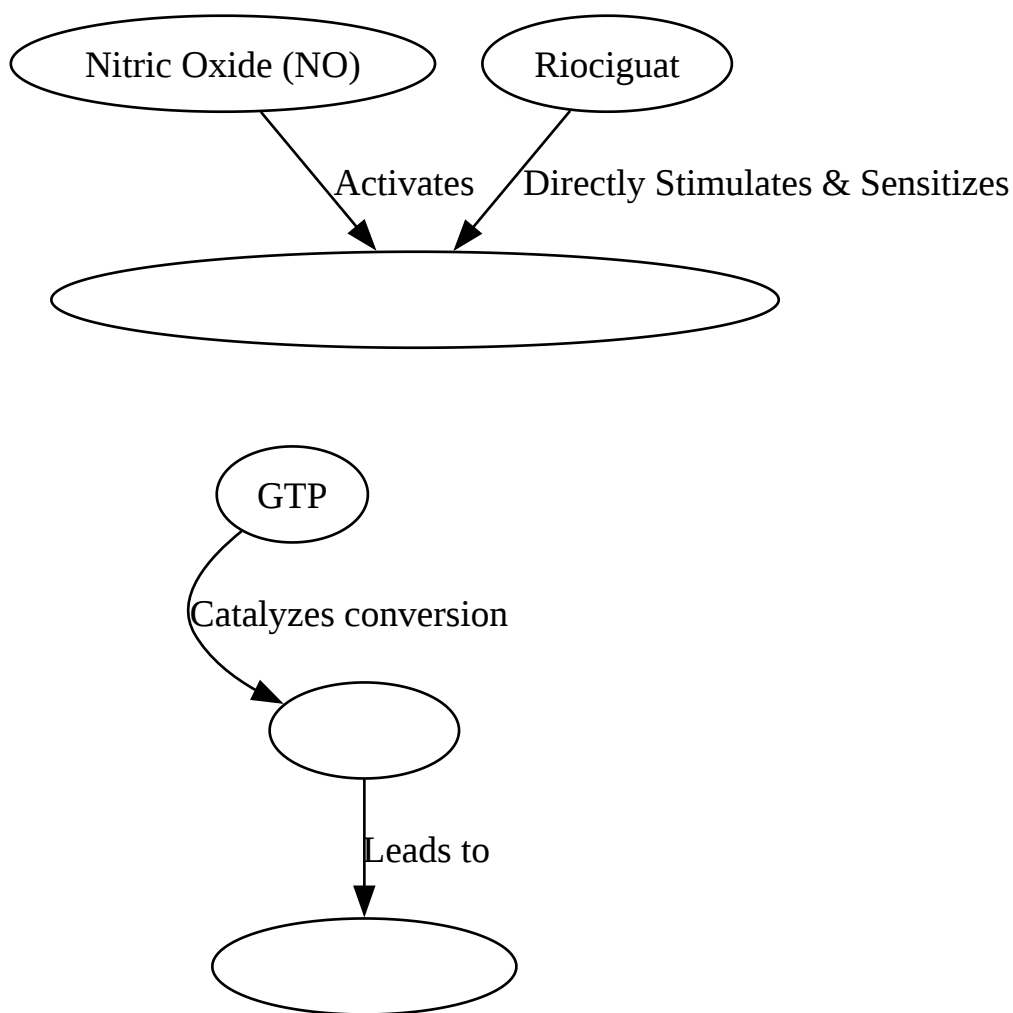 Nitric Oxide (NO)
Riociguat
Activates
Directly Stimulates & Sensitizes
GTP
Catalyzes conversion
Leads to